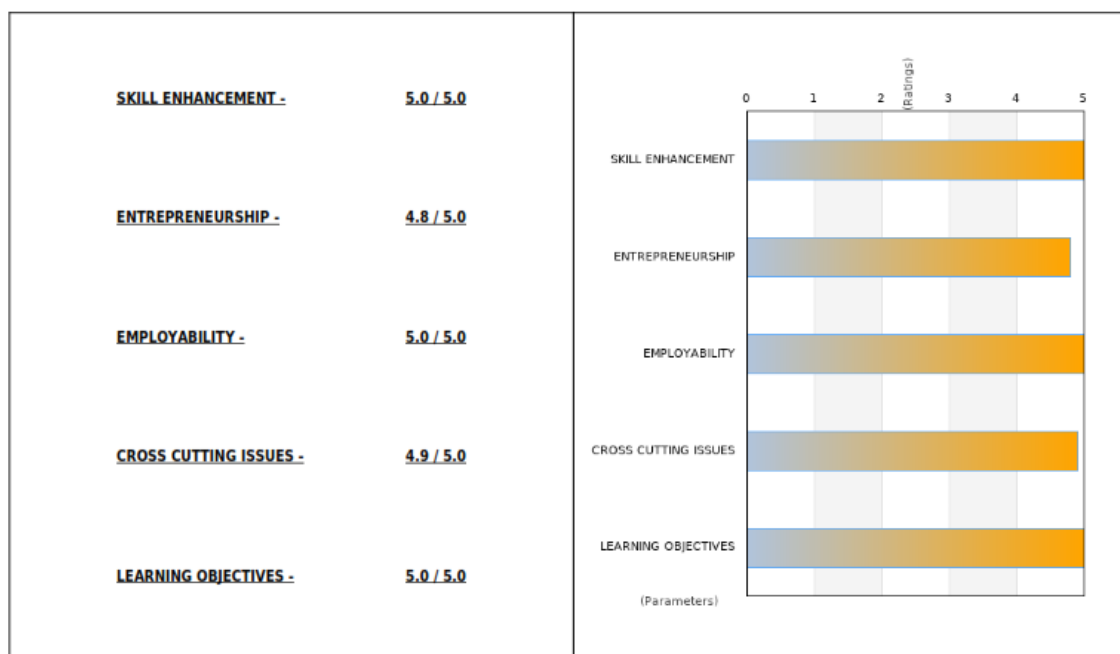 SKILL ENHANCEMENT - 5.0 / 5.0
ENTREPRENEURSHIP - 4.8 / 5.0
EMPLOYABILITY - 5.0 / 5.0
CROSS CUTTING ISSUES - 4.9 / 5.0
LEARNING OBJECTIVES - 5.0 / 5.0
(Ratings)
0 1 2 3 4 5
SKILL ENHANCEMENT
ENTREPRENEURSHIP
EMPLOYABILITY
CROSS CUTTING ISSUES
LEARNING OBJECTIVES
(Parameters)